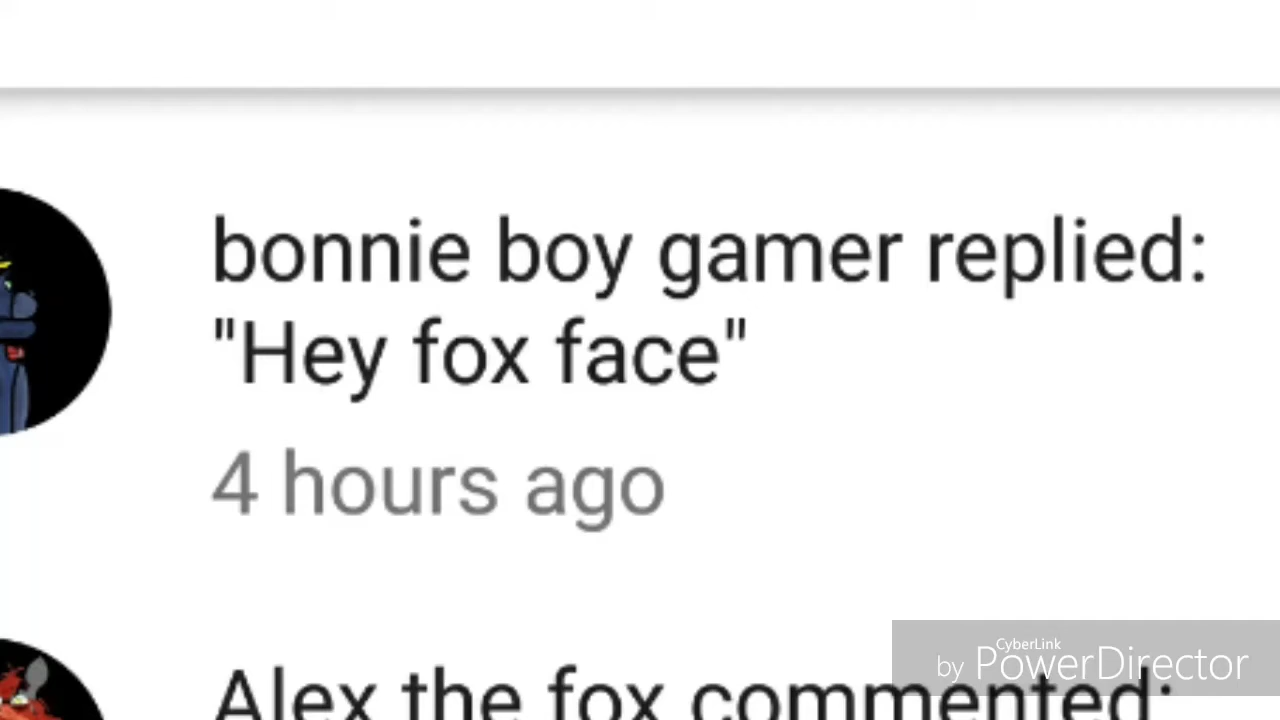 bonnie boy gamer replied:
"Hey fox face"
4 hours ago
Alex the fox commented:
CyberLink
by PowerDirector